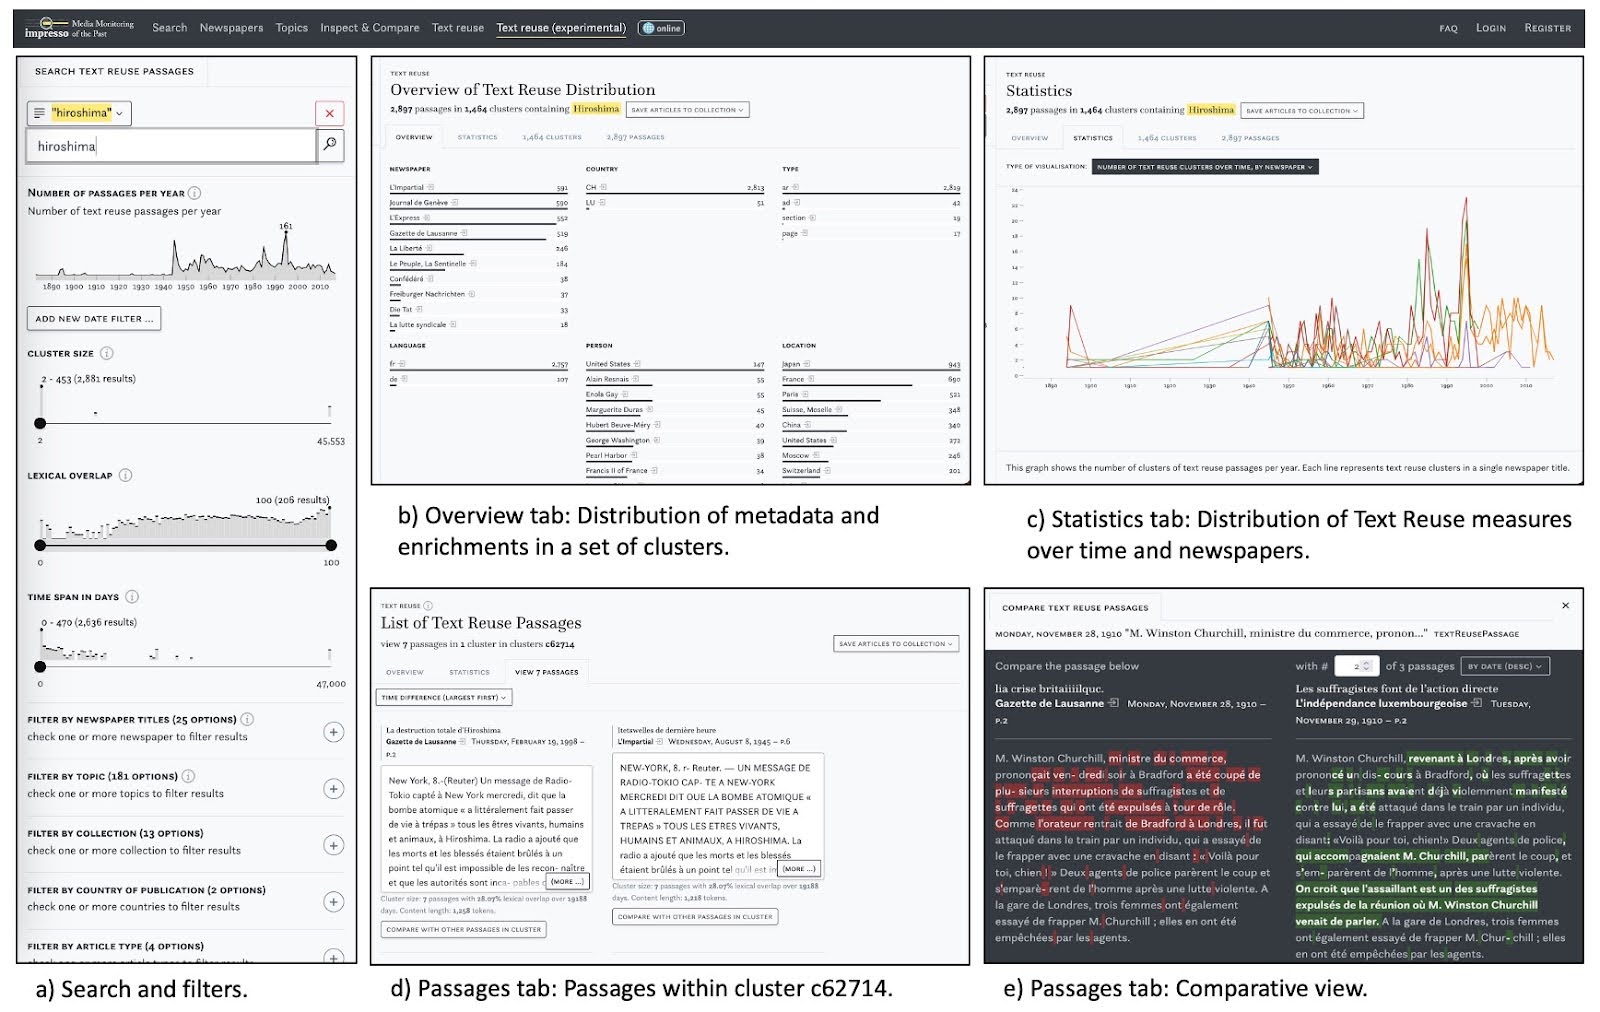 impresso Media Monitoring of the Past Search Newspapers Topics Inspect & Compare Text reuse Text reuse (experimental) online FAQ LOGIN REGISTER
SEARCH TEXT REUSE PASSAGES
"hiroshima"
hiroshima
NUMBER OF PASSAGES PER YEAR
Number of text reuse passages per year
161
1890 1900 1910 1920 1930 1940 1950 1960 1970 1980 1990 2000 2010
ADD NEW DATE FILTER ...
CLUSTER SIZE
2 - 453 (2,881 results)
2 45,553
LEXICAL OVERLAP
100 (206 results)
0 100
TIME SPAN IN DAYS
0 - 470 (2,636 results)
0 47,000
FILTER BY NEWSPAPER TITLES (25 OPTIONS)
check one or more newspaper to filter results
FILTER BY TOPIC (181 OPTIONS)
check one or more topics to filter results
FILTER BY COLLECTION (13 OPTIONS)
check one or more collection to filter results
FILTER BY COUNTRY OF PUBLICATION (2 OPTIONS)
check one or more countries to filter results
FILTER BY ARTICLE TYPE (4 OPTIONS)
a) Search and filters.
TEXT REUSE
Overview of Text Reuse Distribution
2,897 passages in 1,464 clusters containing Hiroshima SAVE ARTICLES TO COLLECTION
OVERVIEW STATISTICS 1,464 CLUSTERS 2,897 PASSAGES
NEWSPAPER
L'Impartial 591
Journal de Genève 590
L'Express 552
Gazette de Lausanne 519
La Liberté 246
Le Peuple, La Sentinelle 184
Confédéré 38
Freiburger Nachrichten 37
Die Tat 33
La lutte syndicale 18
COUNTRY
CH 2,813
LU 51
TYPE
ar 2,819
ad 42
section 19
page 17
LANGUAGE
fr 2,757
de 107
PERSON
United States 147
Alain Resnais 55
Enola Gay 55
Marguerite Duras 45
Hubert Beuve-Méry 40
George Washington 39
Pearl Harbor 38
Francis II of France 34
LOCATION
Japan 943
France 690
Paris 521
Suisse, Moselle 348
China 340
United States 272
Moscow 246
Switzerland 201
b) Overview tab: Distribution of metadata and
enrichments in a set of clusters.
TEXT REUSE
Statistics
2,897 passages in 1,464 clusters containing Hiroshima SAVE ARTICLES TO COLLECTION
OVERVIEW STATISTICS 1,464 CLUSTERS 2,897 PASSAGES
TYPE OF VISUALISATION: NUMBER OF TEXT REUSE CLUSTERS OVER TIME, BY NEWSPAPER
24
22
20
18
16
14
12
10
8
6
4
2
0
1890 1900 1910 1920 1930 1940 1950 1960 1970 1980 1990 2000 2010
This graph shows the number of clusters of text reuse passages per year. Each line represents text reuse clusters in a single newspaper title.
c) Statistics tab: Distribution of Text Reuse measures
over time and newspapers.
TEXT REUSE
List of Text Reuse Passages
view 7 passages in 1 cluster in clusters c62714
SAVE ARTICLES TO COLLECTION
OVERVIEW STATISTICS VIEW 7 PASSAGES
TIME DIFFERENCE (LARGEST FIRST)
La destruction totale d'Hiroshima
Gazette de Lausanne THURSDAY, FEBRUARY 19, 1998 –
P.2
New York, 8.-(Reuter) Un message de Radio-
Tokio capté à New York mercredi, dit que la
bombe atomique « a littéralement fait passer
de vie à trépas » tous les êtres vivants, humains
et animaux, à Hiroshima. La radio a ajouté que
les morts et les blessés étaient brûlés à un
point tel qu'il est impossible de les recon- naître
et que les autorités sont inca- pables (MORE ...)
Cluster size: 7 passages with 28.07% lexical overlap over 19188
days. Content length: 1,258 tokens.
COMPARE WITH OTHER PASSAGES IN CLUSTER
Itetswelles de dernière heure
L'Impartial WEDNESDAY, AUGUST 8, 1945 – P.6
NEW-YORK, 8. r- Reuter. — UN MESSAGE DE
RADIO-TOKIO CAP- TE A NEW-YORK
MERCREDI DIT OUE LA BOMBE ATOMIQUE «
A LITTERALEMENT FAIT PASSER DE VIE A
TREPAS » TOUS LES ETRES VIVANTS,
HUMAINS ET ANIMAUX, A HIROSHIMA. La
radio a ajouté que les morts et les blessés
étaient brûlés à un point tel qu'il est (MORE ...)
Cluster size: 7 passages with 28.07% lexical overlap over 19188
days. Content length: 1,218 tokens.
COMPARE WITH OTHER PASSAGES IN CLUSTER
d) Passages tab: Passages within cluster c62714.
COMPARE TEXT REUSE PASSAGES ×
MONDAY, NOVEMBER 28, 1910 "M. Winston Churchill, ministre du commerce, pronon..." TEXTREUSEPASSAGE
Compare the passage below
lia crise britaiiiilquc.
Gazette de Lausanne MONDAY, NOVEMBER 28, 1910 –
P.2
M. Winston Churchill, ministre du commerce,
prononçait ven- dredi soir à Bradford a été coupé de
plu- sieurs interruptions de suffragistes et de
suffragettes qui ont été expulsés à tour de rôle.
Comme l'orateur rentrait de Bradford à Londres, il fut
attaqué dans le train par un individu, qui a essayé de
le frapper avec une cravache en disant : « Voilà pour
toi, chien ! » Deux agents de police parèrent le coup et
s'emparèrent de l'homme après une lutte violente. A
la gare de Londres, trois femmes ont également
essayé de frapper M. Churchill ; elles en ont été
empêchées par les agents.
with # 2 of 3 passages BY DATE (DESC)
Les suffragistes font de l'action directe
L'indépendance luxembourgeoise TUESDAY,
NOVEMBER 29, 1910 – P.2
M. Winston Churchill, revenant à Londres, après avoir
prononcé un dis- cours à Bradford, où les suffragettes
et leurs partisans avaient déjà violemment manifesté
contre lui, a été attaqué dans le train par un individu,
qui a essayé de le frapper avec une cravache en
disant: «Voilà pour toi, chien!» Deux agents de police,
qui accompagnaient M. Churchill, parèrent le coup, et
s'em- parèrent de l'homme, après une lutte violente.
On croit que l'assaillant est un des suffragistes
expulsés de la réunion où M. Winston Churchill
venait de parler. A la gare de Londres, trois femmes
ont également essayé de frapper M. Chur- chill ; elles
en ont été empêchées par les agents.
e) Passages tab: Comparative view.